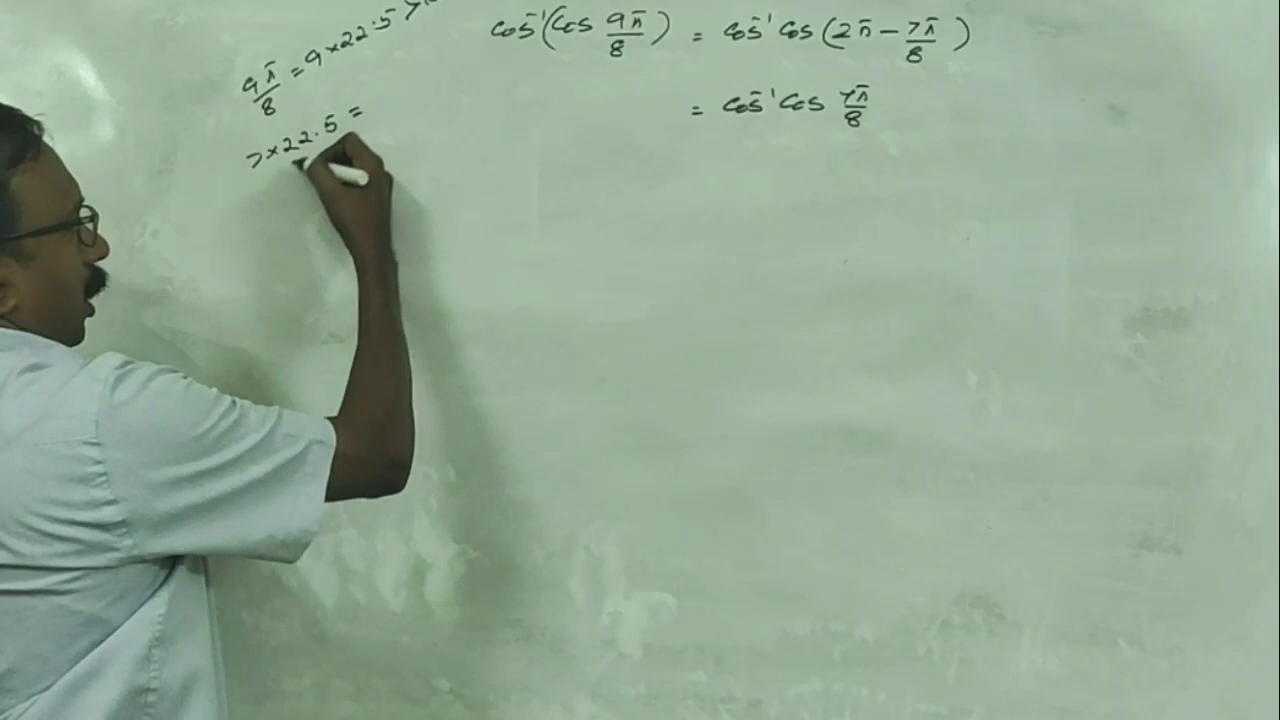 cos⁻¹(cos 9π/8) = cos⁻¹ cos (2π − 7π/8)
= cos⁻¹ cos 7π/8
9π/8 = 9×22.5 >
7×22.5 =